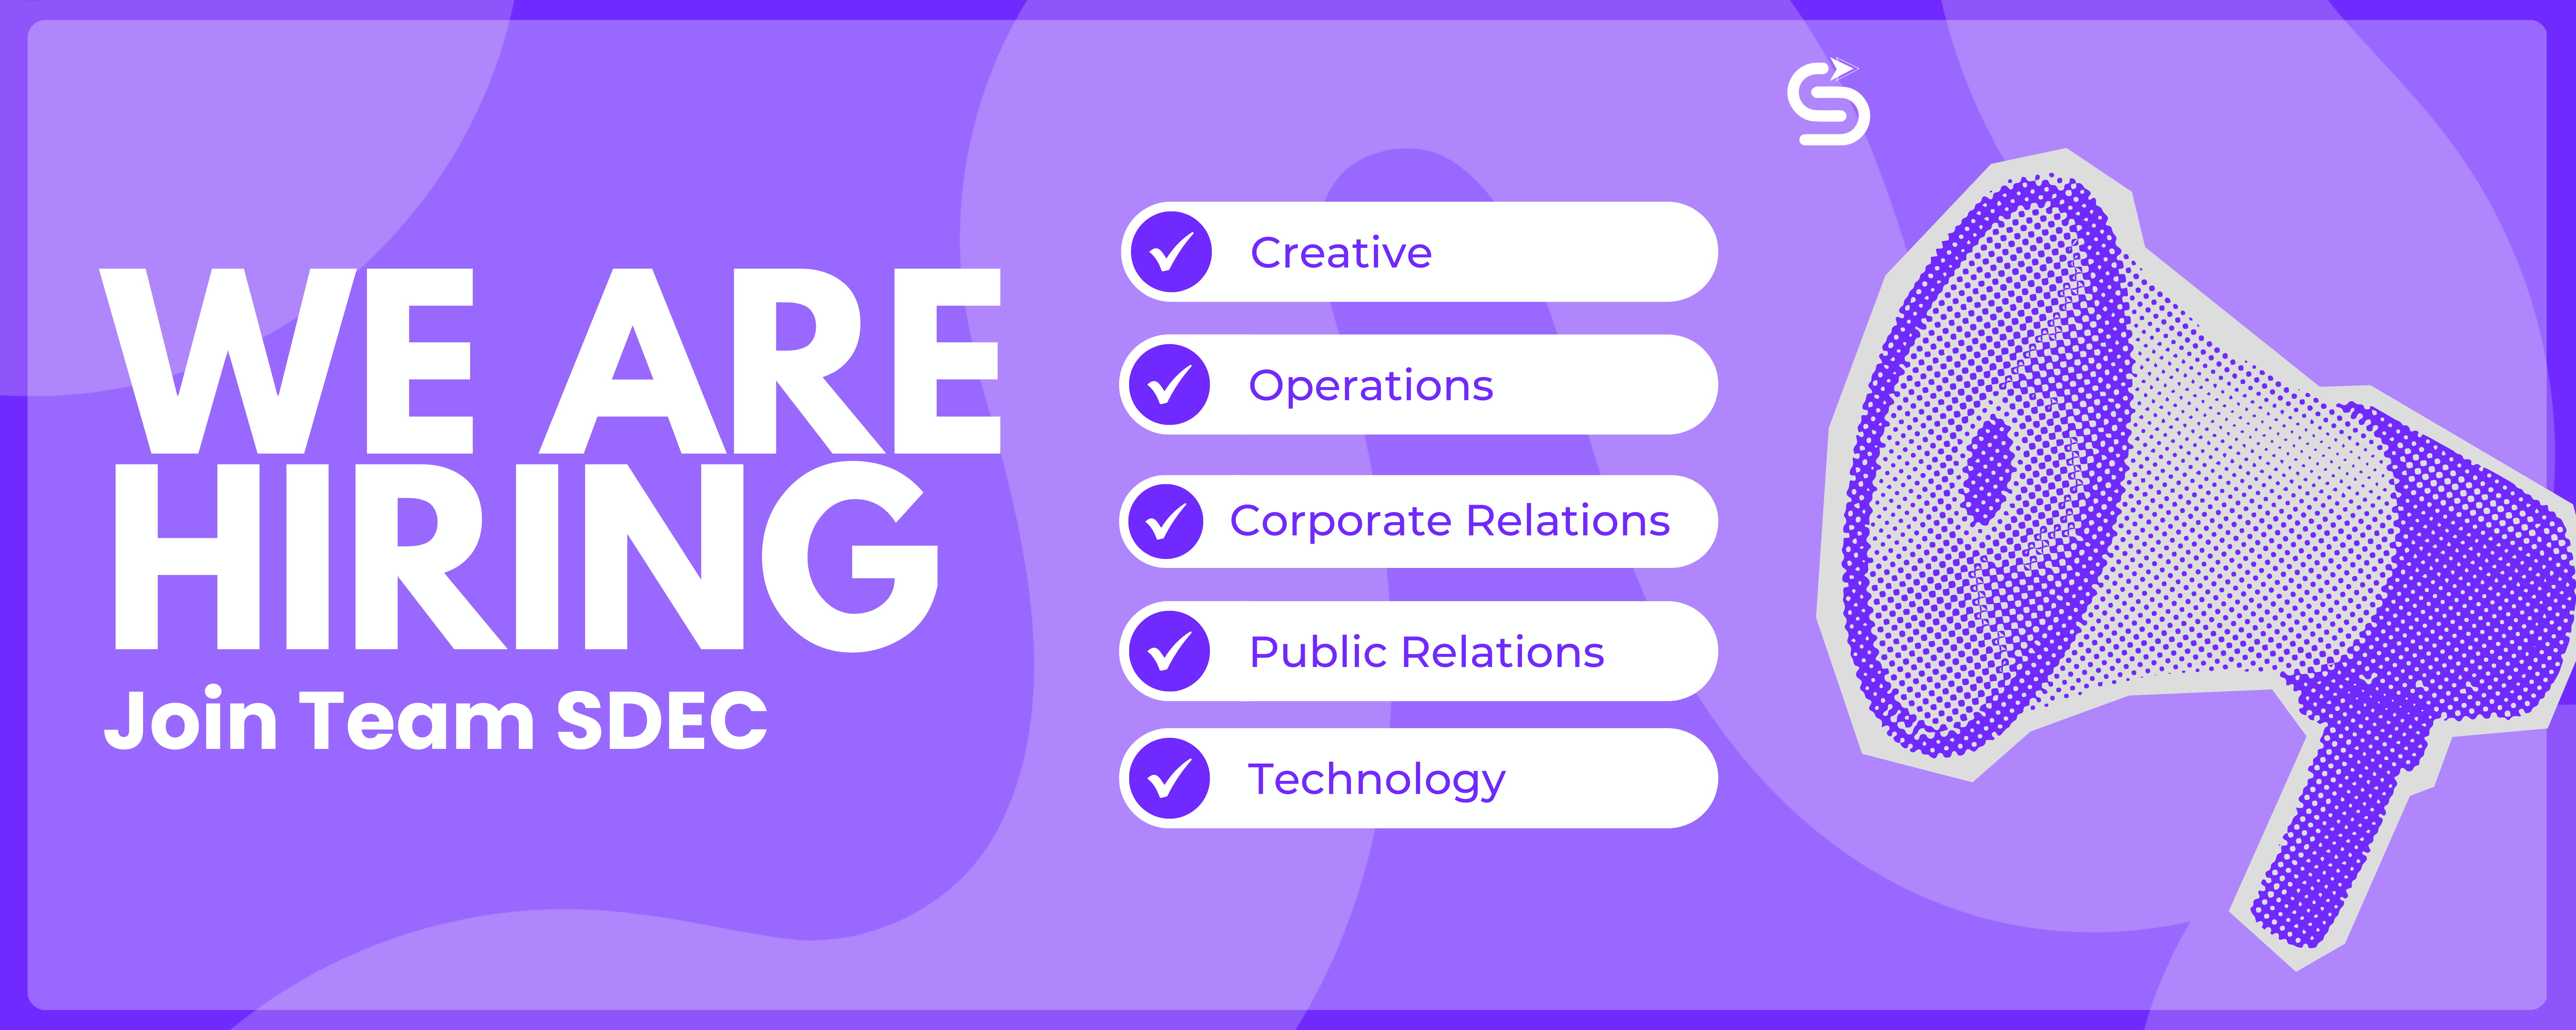 WE ARE
HIRING
Join Team SDEC
Creative
Operations
Corporate Relations
Public Relations
Technology